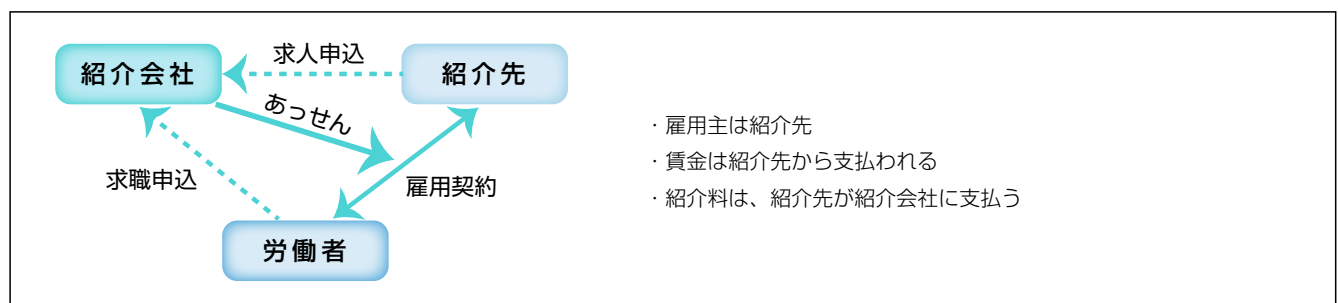 求人申込
紹介会社
紹介先
あっせん
求職申込
雇用契約
労働者
・雇用主は紹介先
・賃金は紹介先から支払われる
・紹介料は、紹介先が紹介会社に支払う